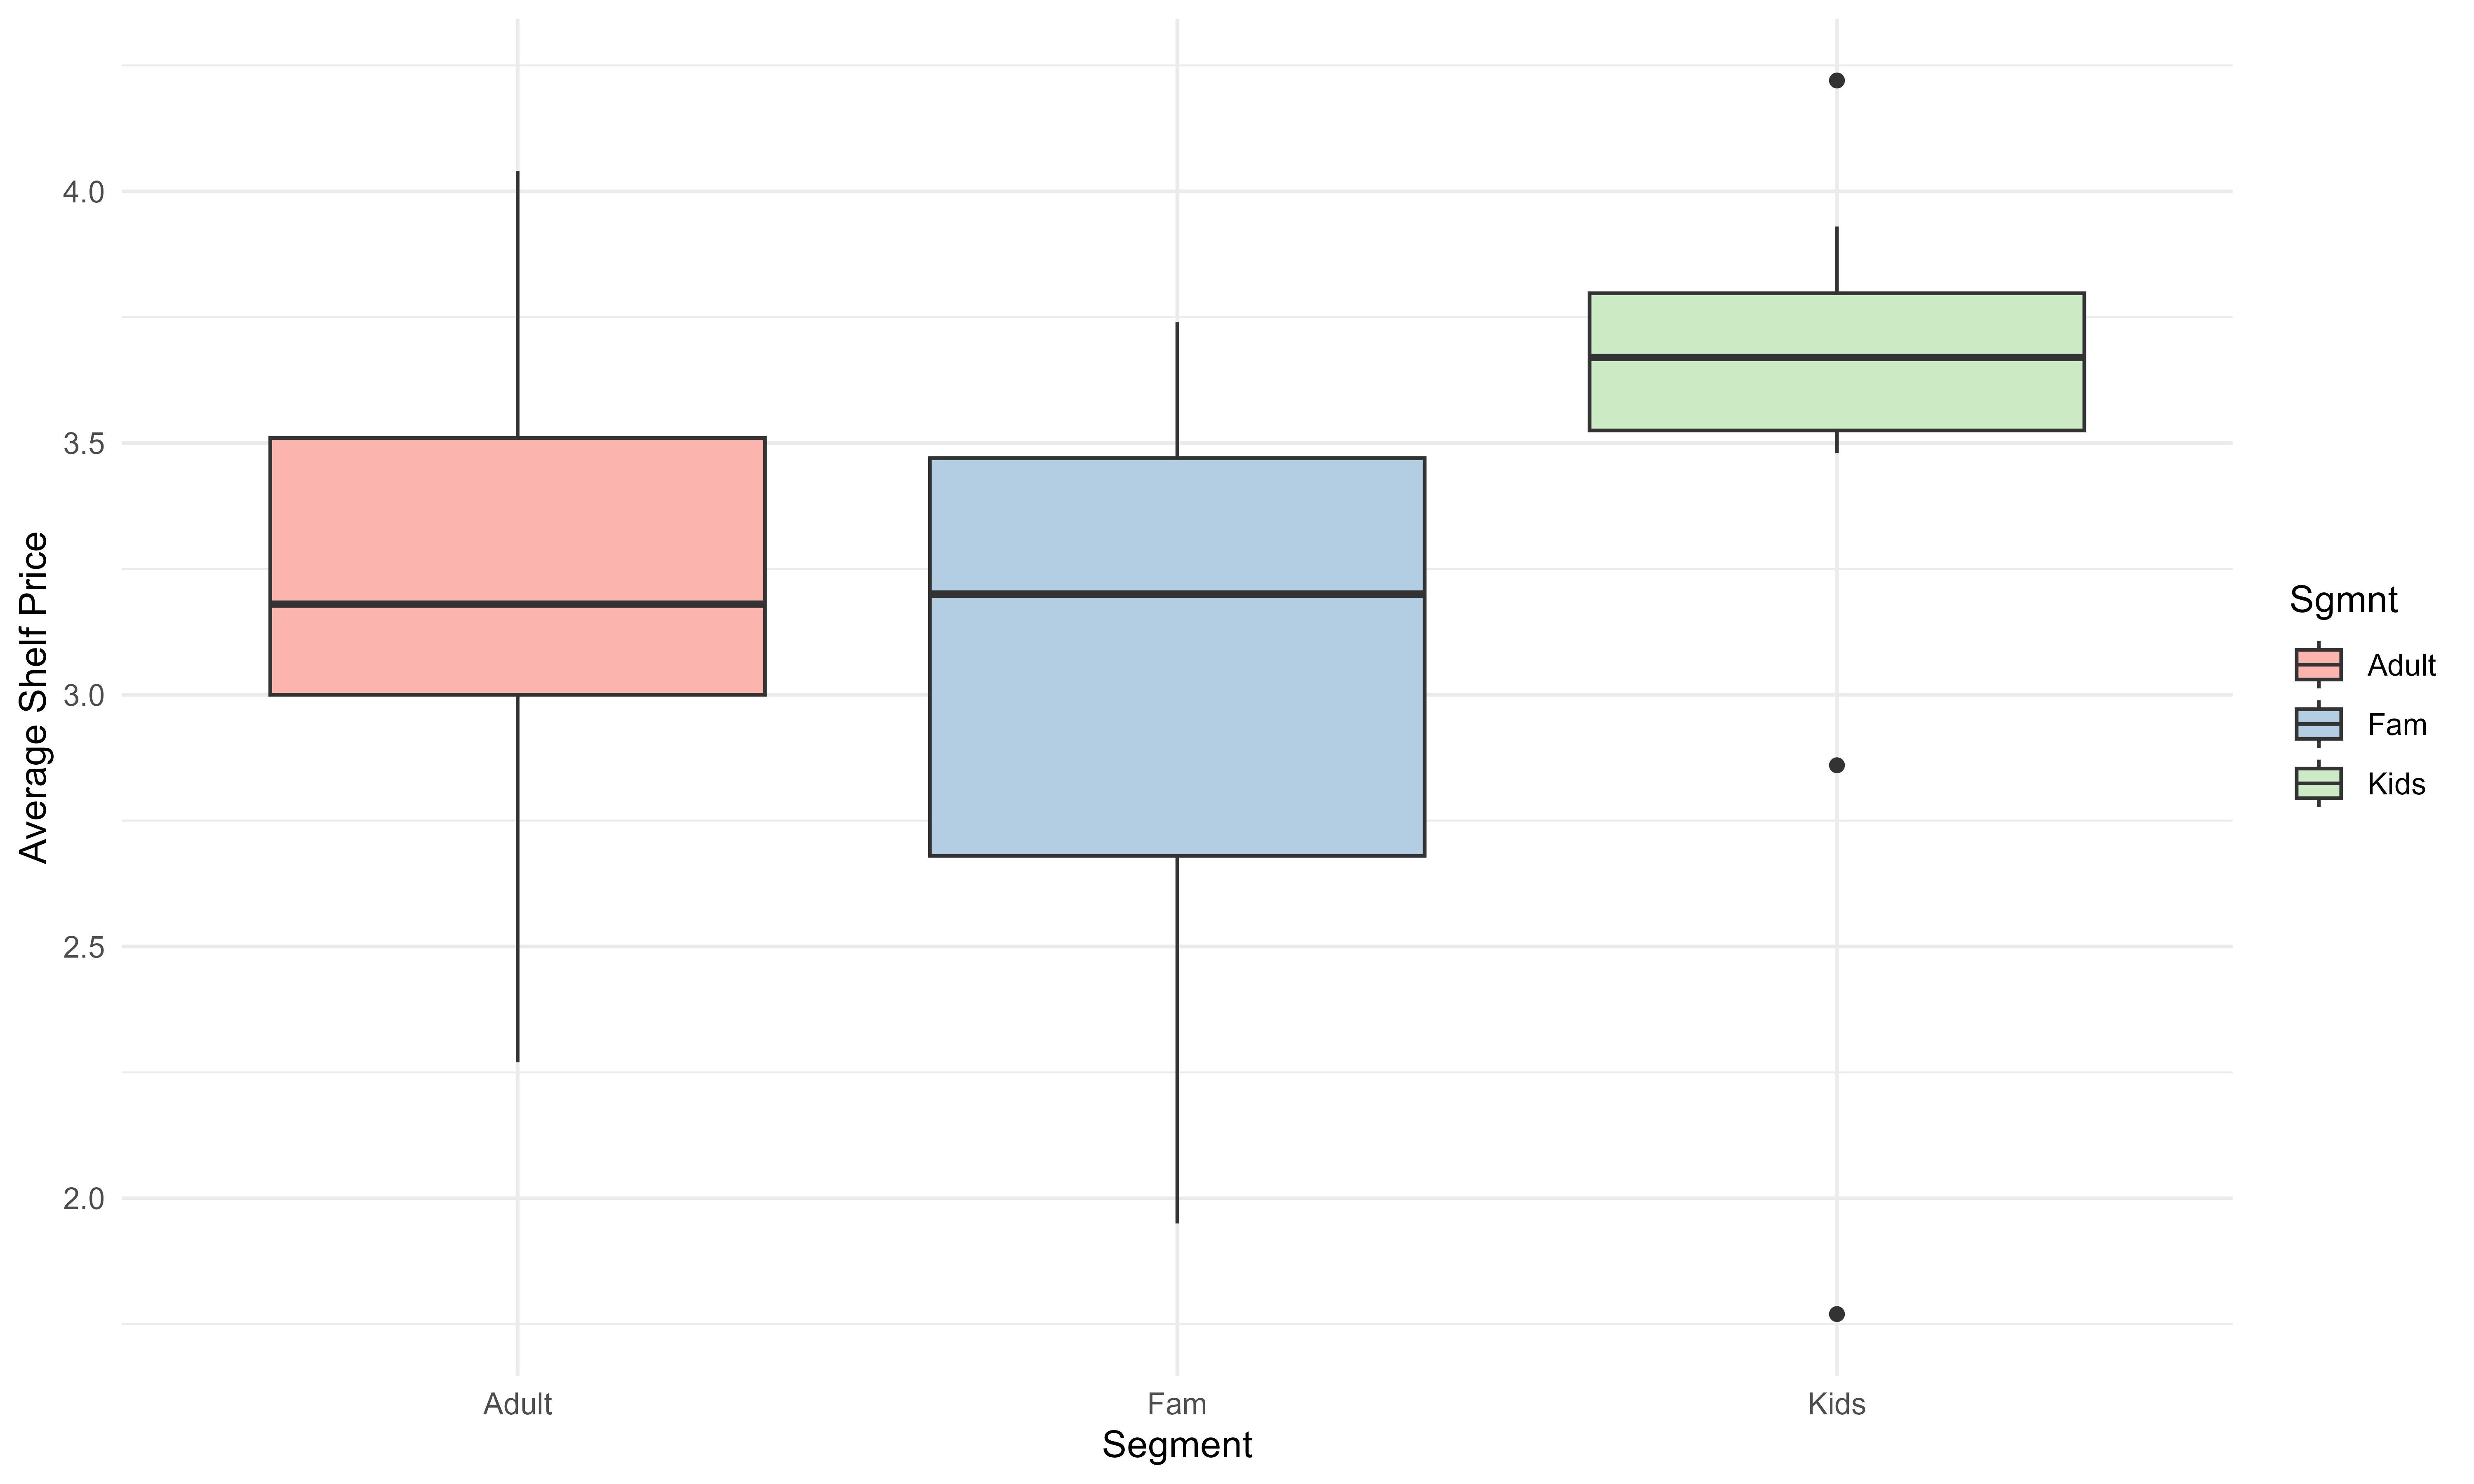 Average Shelf Price
4.0
3.5
3.0
2.5
2.0
Adult
Fam
Kids
Segment
Sgmnt
Adult
Fam
Kids